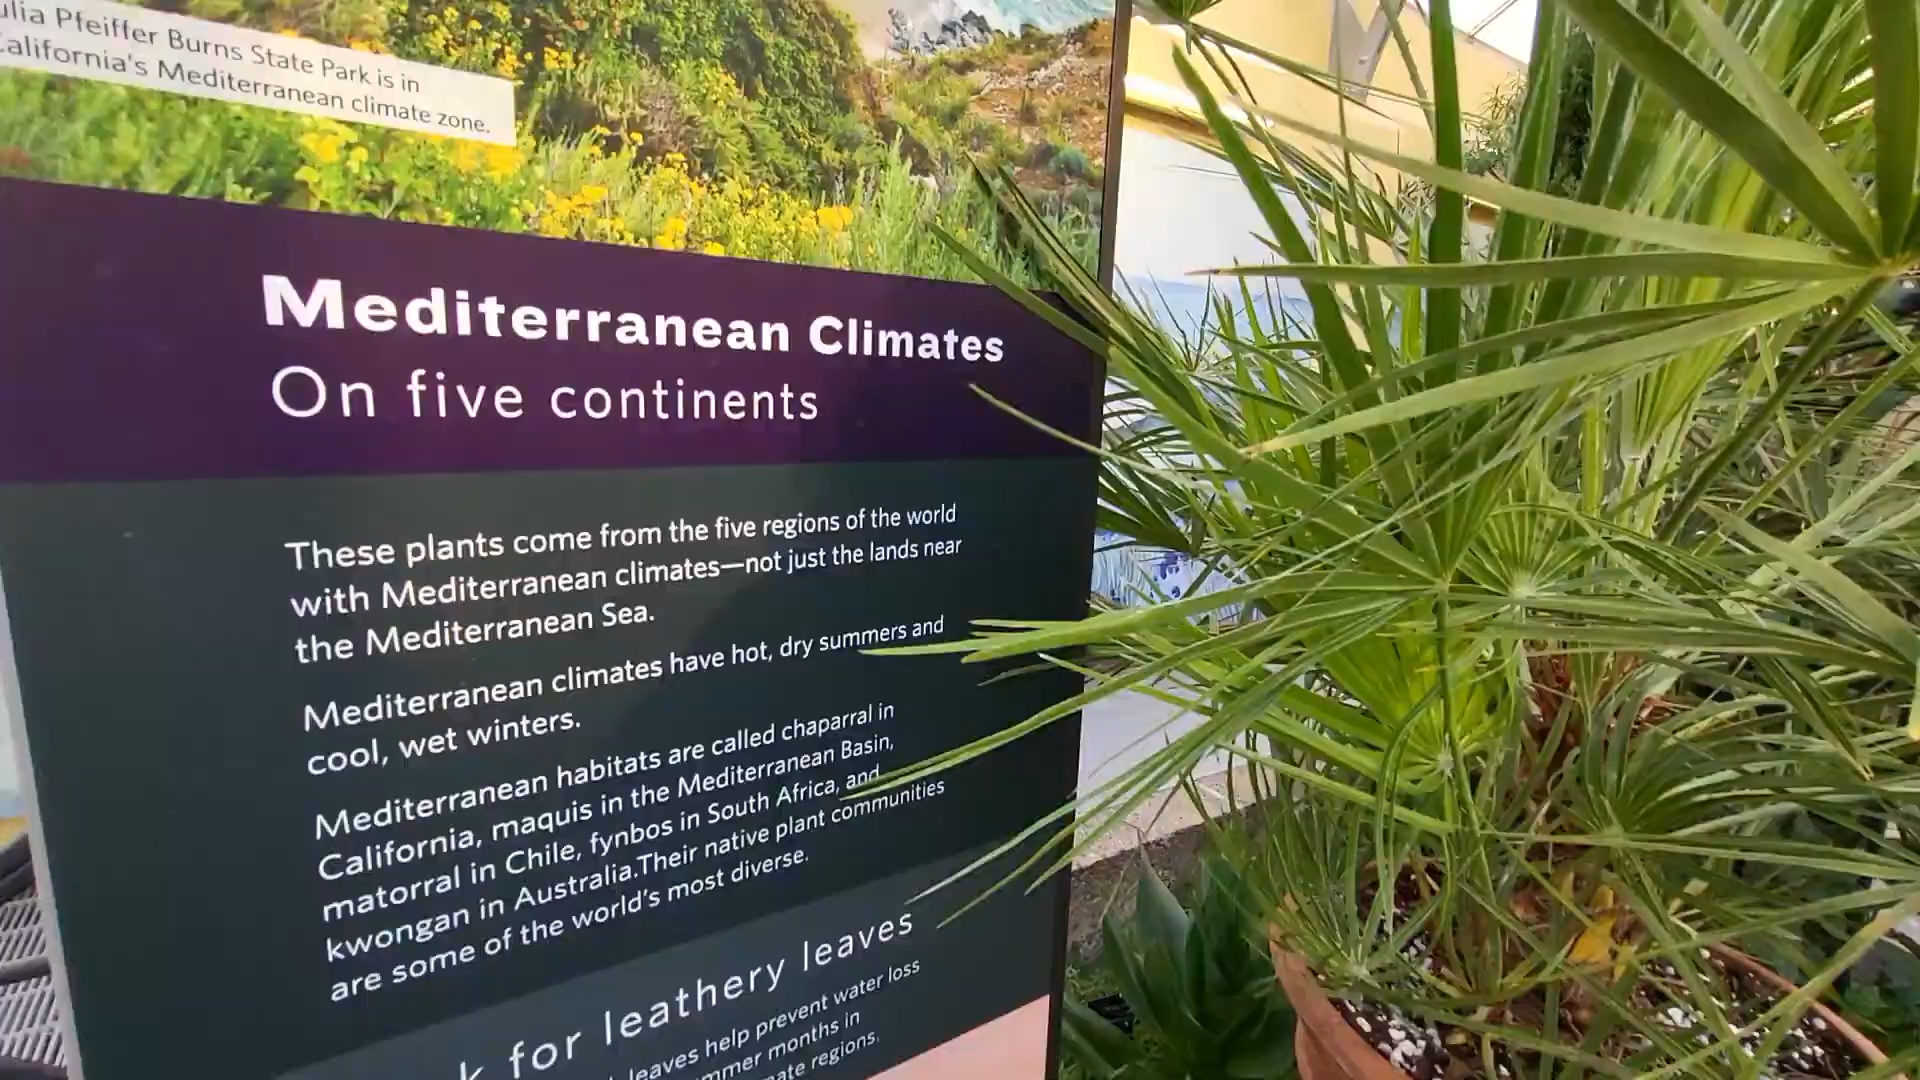 Pfeiffer Burns State Park is in
California's Mediterranean climate zone.
Mediterranean Climates
On five continents
These plants come from the five regions of the world
with Mediterranean climates—not just the lands near
the Mediterranean Sea.
Mediterranean climates have hot, dry summers and
cool, wet winters.
Mediterranean habitats are called chaparral in
California, maquis in the Mediterranean Basin,
matorral in Chile, fynbos in South Africa, and
kwongan in Australia.Their native plant communities
are some of the world's most diverse.
for leathery leaves
leaves help prevent water loss
months in
regions.